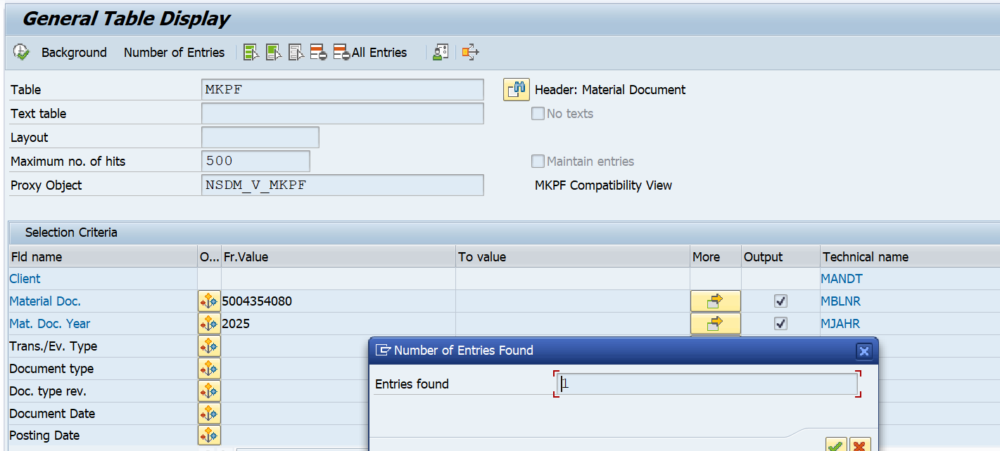 General Table Display
Background Number of Entries All Entries
Table MKPF Header: Material Document
Text table No texts
Layout
Maximum no. of hits 500 Maintain entries
Proxy Object NSDM_V_MKPF MKPF Compatibility View
Selection Criteria
Fld name O... Fr.Value To value More Output Technical name
Client MANDT
Material Doc. 5004354080 MBLNR
Mat. Doc. Year 2025 MJAHR
Trans./Ev. Type
Number of Entries Found
Document type
Entries found 1
Doc. type rev.
Document Date
Posting Date